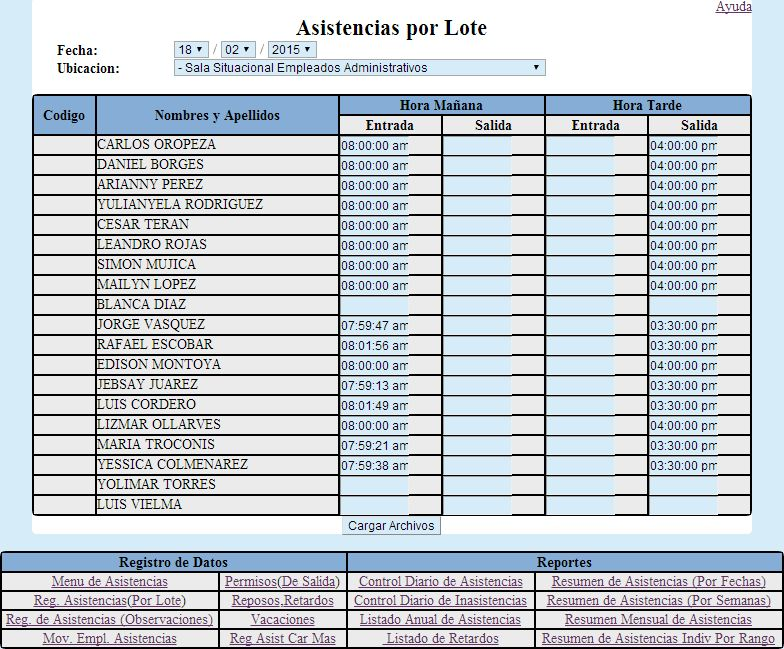 Ayuda
Asistencias por Lote
Fecha: 18 / 02 / 2015
Ubicacion: - Sala Situacional Empleados Administrativos
Codigo Nombres y Apellidos Hora Mañana Hora Tarde
Entrada Salida Entrada Salida
CARLOS OROPEZA 08:00:00 am 04:00:00 pm
DANIEL BORGES 08:00:00 am 04:00:00 pm
ARIANNY PEREZ 08:00:00 am 04:00:00 pm
YULIANYELA RODRIGUEZ 08:00:00 am 04:00:00 pm
CESAR TERAN 08:00:00 am 04:00:00 pm
LEANDRO ROJAS 08:00:00 am 04:00:00 pm
SIMON MUJICA 08:00:00 am 04:00:00 pm
MAILYN LOPEZ 08:00:00 am 04:00:00 pm
BLANCA DIAZ
JORGE VASQUEZ 07:59:47 am 03:30:00 pm
RAFAEL ESCOBAR 08:01:56 am 03:30:00 pm
EDISON MONTOYA 08:00:00 am 04:00:00 pm
JEBSAY JUAREZ 07:59:13 am 03:30:00 pm
LUIS CORDERO 08:01:49 am 03:30:00 pm
LIZMAR OLLARVES 08:00:00 am 04:00:00 pm
MARIA TROCONIS 07:59:21 am 03:30:00 pm
YESSICA COLMENAREZ 07:59:38 am 03:30:00 pm
YOLIMAR TORRES
LUIS VIELMA
Cargar Archivos
Registro de Datos Reportes
Menu de Asistencias Permisos(De Salida) Control Diario de Asistencias Resumen de Asistencias (Por Fechas)
Reg. Asistencias(Por Lote) Reposos,Retardos Control Diario de Inasistencias Resumen de Asistencias (Por Semanas)
Reg. de Asistencias (Observaciones) Vacaciones Listado Anual de Asistencias Resumen Mensual de Asistencias
Mov. Empl. Asistencias Reg Asist Car Mas Listado de Retardos Resumen de Asistencias Indiv Por Rango